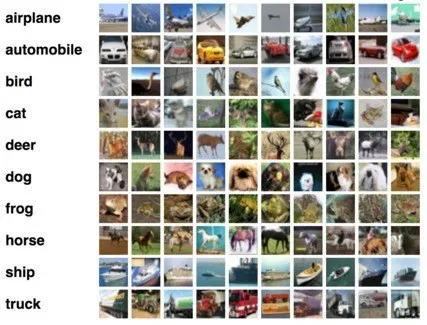 airplane
automobile
bird
cat
deer
dog
frog
horse
ship
truck